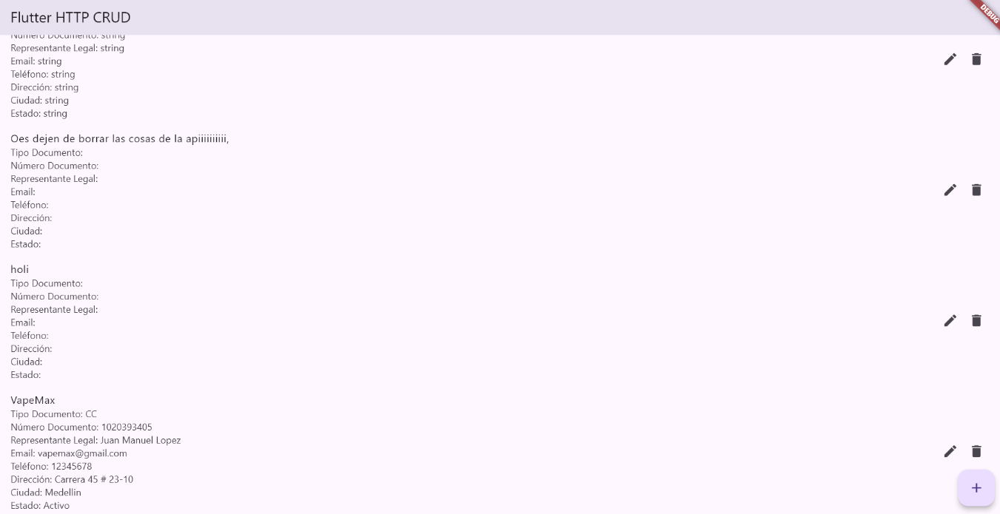 Flutter HTTP CRUD
DEBUG
Número Documento: string
Representante Legal: string
Email: string
Teléfono: string
Dirección: string
Ciudad: string
Estado: string
Oes dejen de borrar las cosas de la apiiiiiiiiiii,
Tipo Documento:
Número Documento:
Representante Legal:
Email:
Teléfono:
Dirección:
Ciudad:
Estado:
holi
Tipo Documento:
Número Documento:
Representante Legal:
Email:
Teléfono:
Dirección:
Ciudad:
Estado:
VapeMax
Tipo Documento: CC
Número Documento: 1020393405
Representante Legal: Juan Manuel Lopez
Email: vapemax@gmail.com
Teléfono: 12345678
Dirección: Carrera 45 # 23-10
Ciudad: Medellin
Estado: Activo